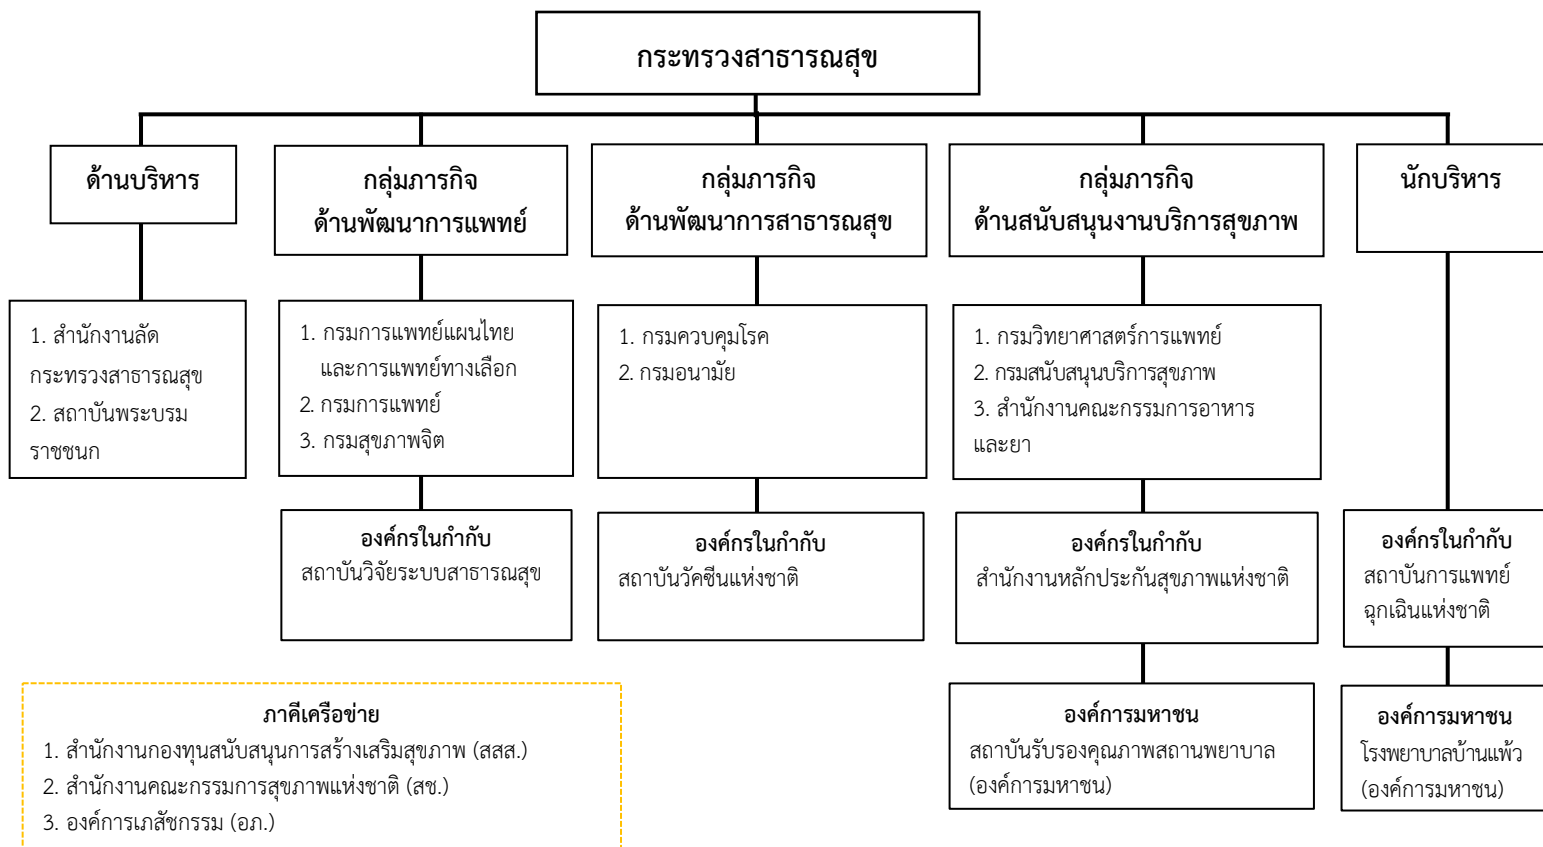 กระทรวงสาธารณสุข
ด้านบริหาร
1. สำนักงานลัด
กระทรวงสาธารณสุข
2. สถาบันพระบรม
ราชชนก
กลุ่มภารกิจ
ด้านพัฒนาการแพทย์
1. กรมการแพทย์แผนไทย
และการแพทย์ทางเลือก
2. กรมการแพทย์
3. กรมสุขภาพจิต
องค์กรในกำกับ
สถาบันวิจัยระบบสาธารณสุข
กลุ่มภารกิจ
ด้านพัฒนาการสาธารณสุข
1. กรมควบคุมโรค
2. กรมอนามัย
องค์กรในกำกับ
สถาบันวัคซีนแห่งชาติ
กลุ่มภารกิจ
ด้านสนับสนุนงานบริการสุขภาพ
1. กรมวิทยาศาสตร์การแพทย์
2. กรมสนับสนุนบริการสุขภาพ
3. สำนักงานคณะกรรมการอาหาร
และยา
องค์กรในกำกับ
สำนักงานหลักประกันสุขภาพแห่งชาติ
องค์การมหาชน
สถาบันรับรองคุณภาพสถานพยาบาล
(องค์การมหาชน)
นักบริหาร
องค์กรในกำกับ
สถาบันการแพทย์
ฉุกเฉินแห่งชาติ
องค์การมหาชน
โรงพยาบาลบ้านแพ้ว
(องค์การมหาชน)
ภาคีเครือข่าย
1. สำนักงานกองทุนสนับสนุนการสร้างเสริมสุขภาพ (สสส.)
2. สำนักงานคณะกรรมการสุขภาพแห่งชาติ (สช.)
3. องค์การเภสัชกรรม (อภ.)